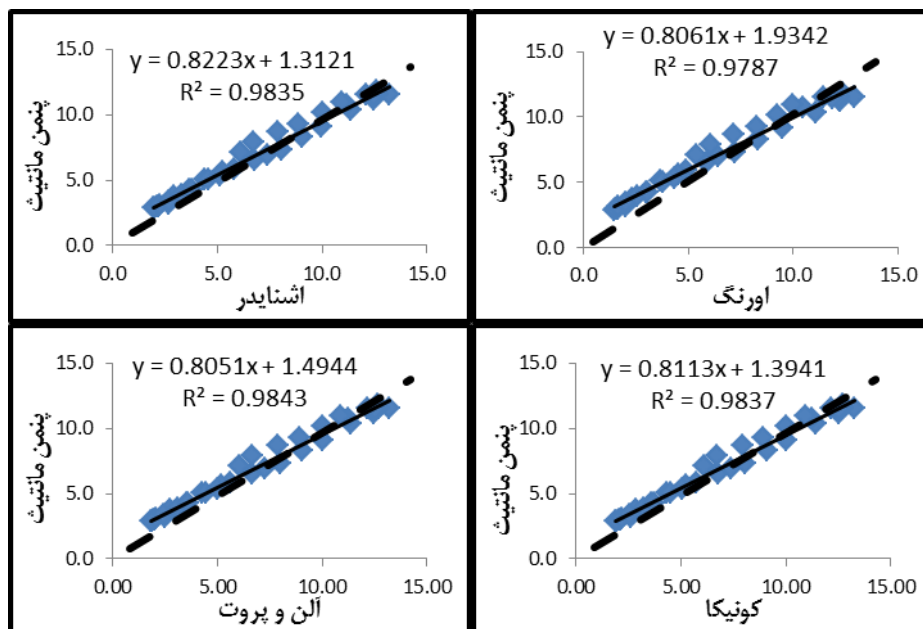 y = 0.8223x + 1.3121
R² = 0.9835
15.0
10.0
5.0
0.0
0.0 5.0 10.0 15.0
پنمن مانتیث
اشنایدر
y = 0.8061x + 1.9342
R² = 0.9787
15.0
10.0
5.0
0.0
0.0 5.0 10.0 15.0
پنمن مانتیث
اورنگ
y = 0.8051x + 1.4944
R² = 0.9843
15.0
10.0
5.0
0.0
0.00 5.00 10.00 15.00
پنمن مانتیث
آلن و پروت
y = 0.8113x + 1.3941
R² = 0.9837
15.0
10.0
5.0
0.0
0.00 5.00 10.00 15.00
پنمن مانتیث
کونیکا